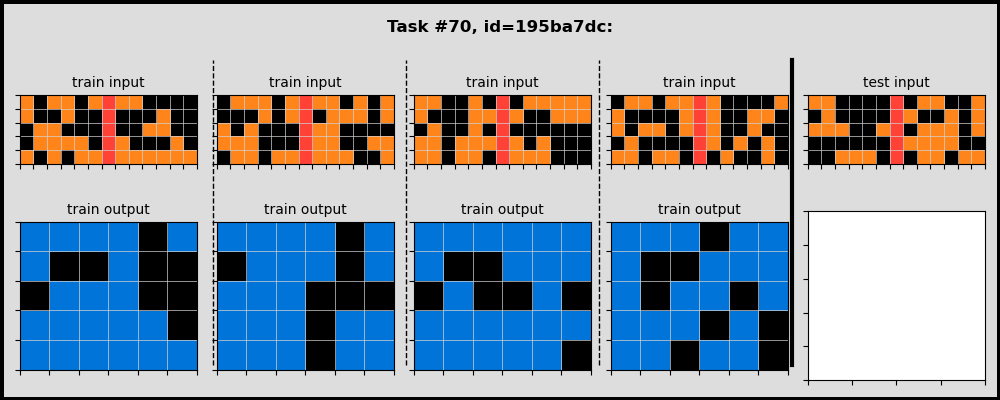 Task #70, id=195ba7dc:
train input train input train input train input test input
train output train output train output train output